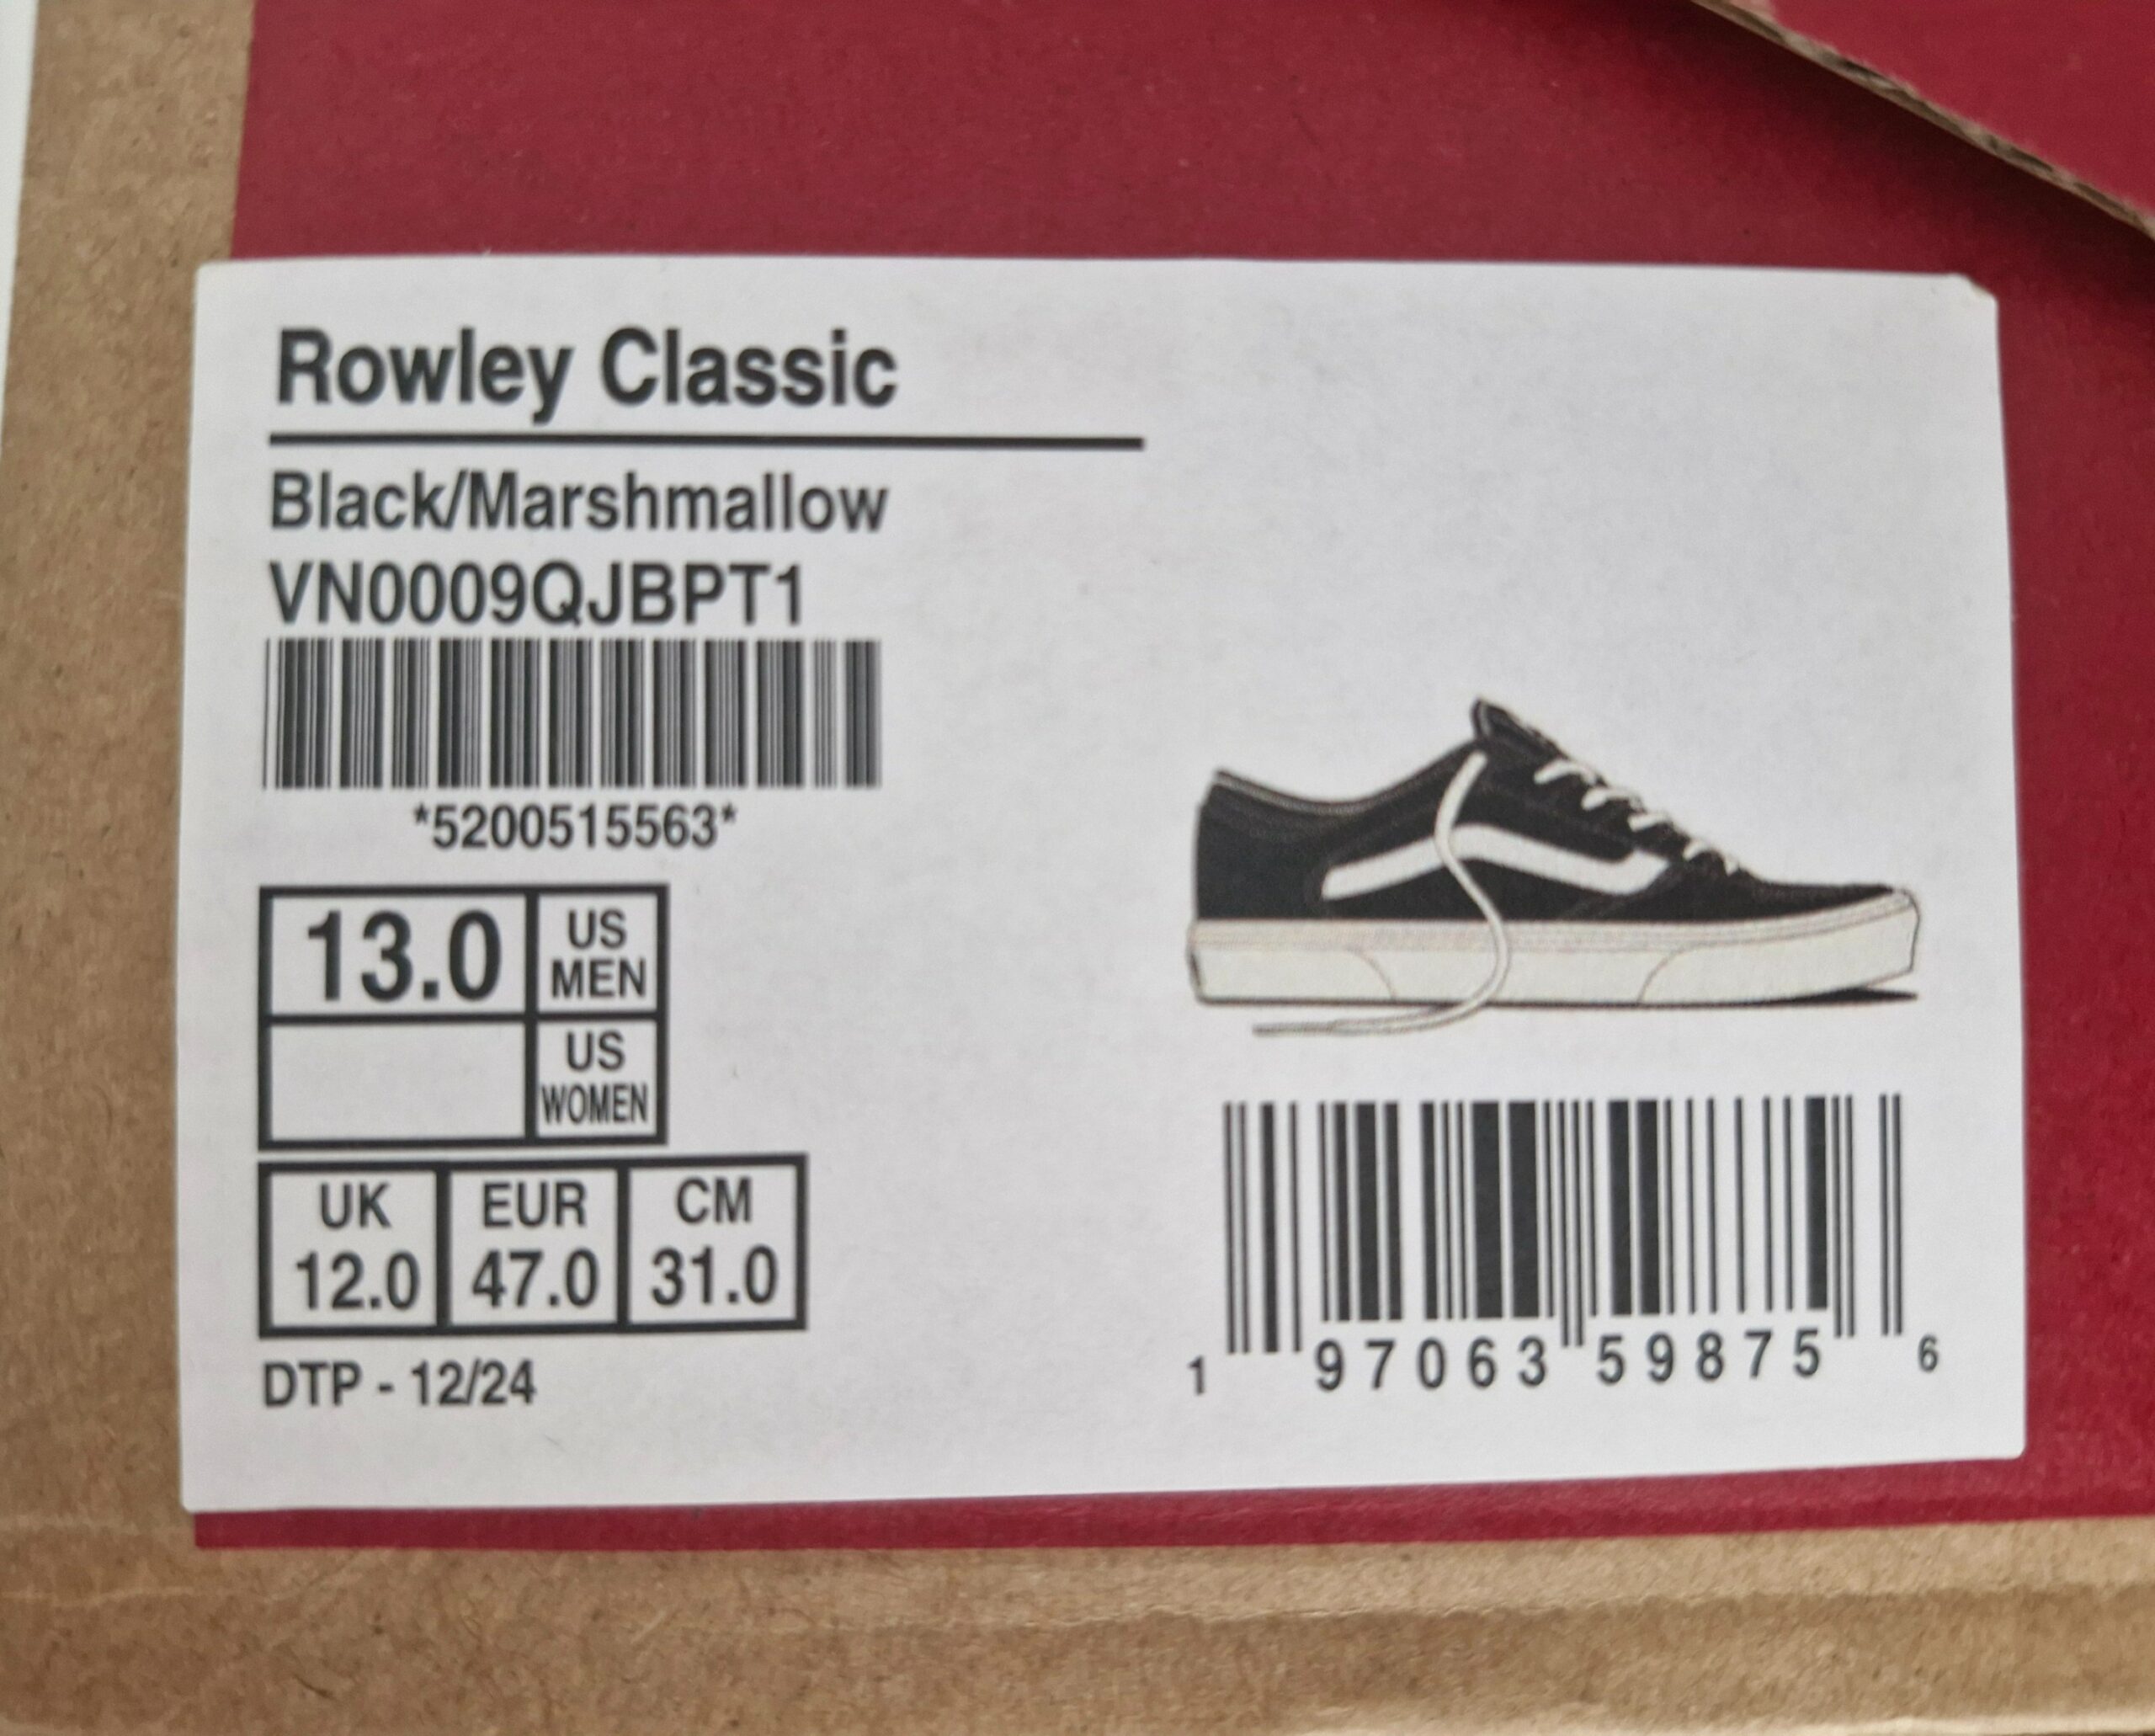 Rowley Classic
Black/Marshmallow
VN0009QJBPT1
*5200515563*
13.0 US MEN
US WOMEN
UK EUR CM
12.0 47.0 31.0
DTP - 12/24
1 97063 59875 6